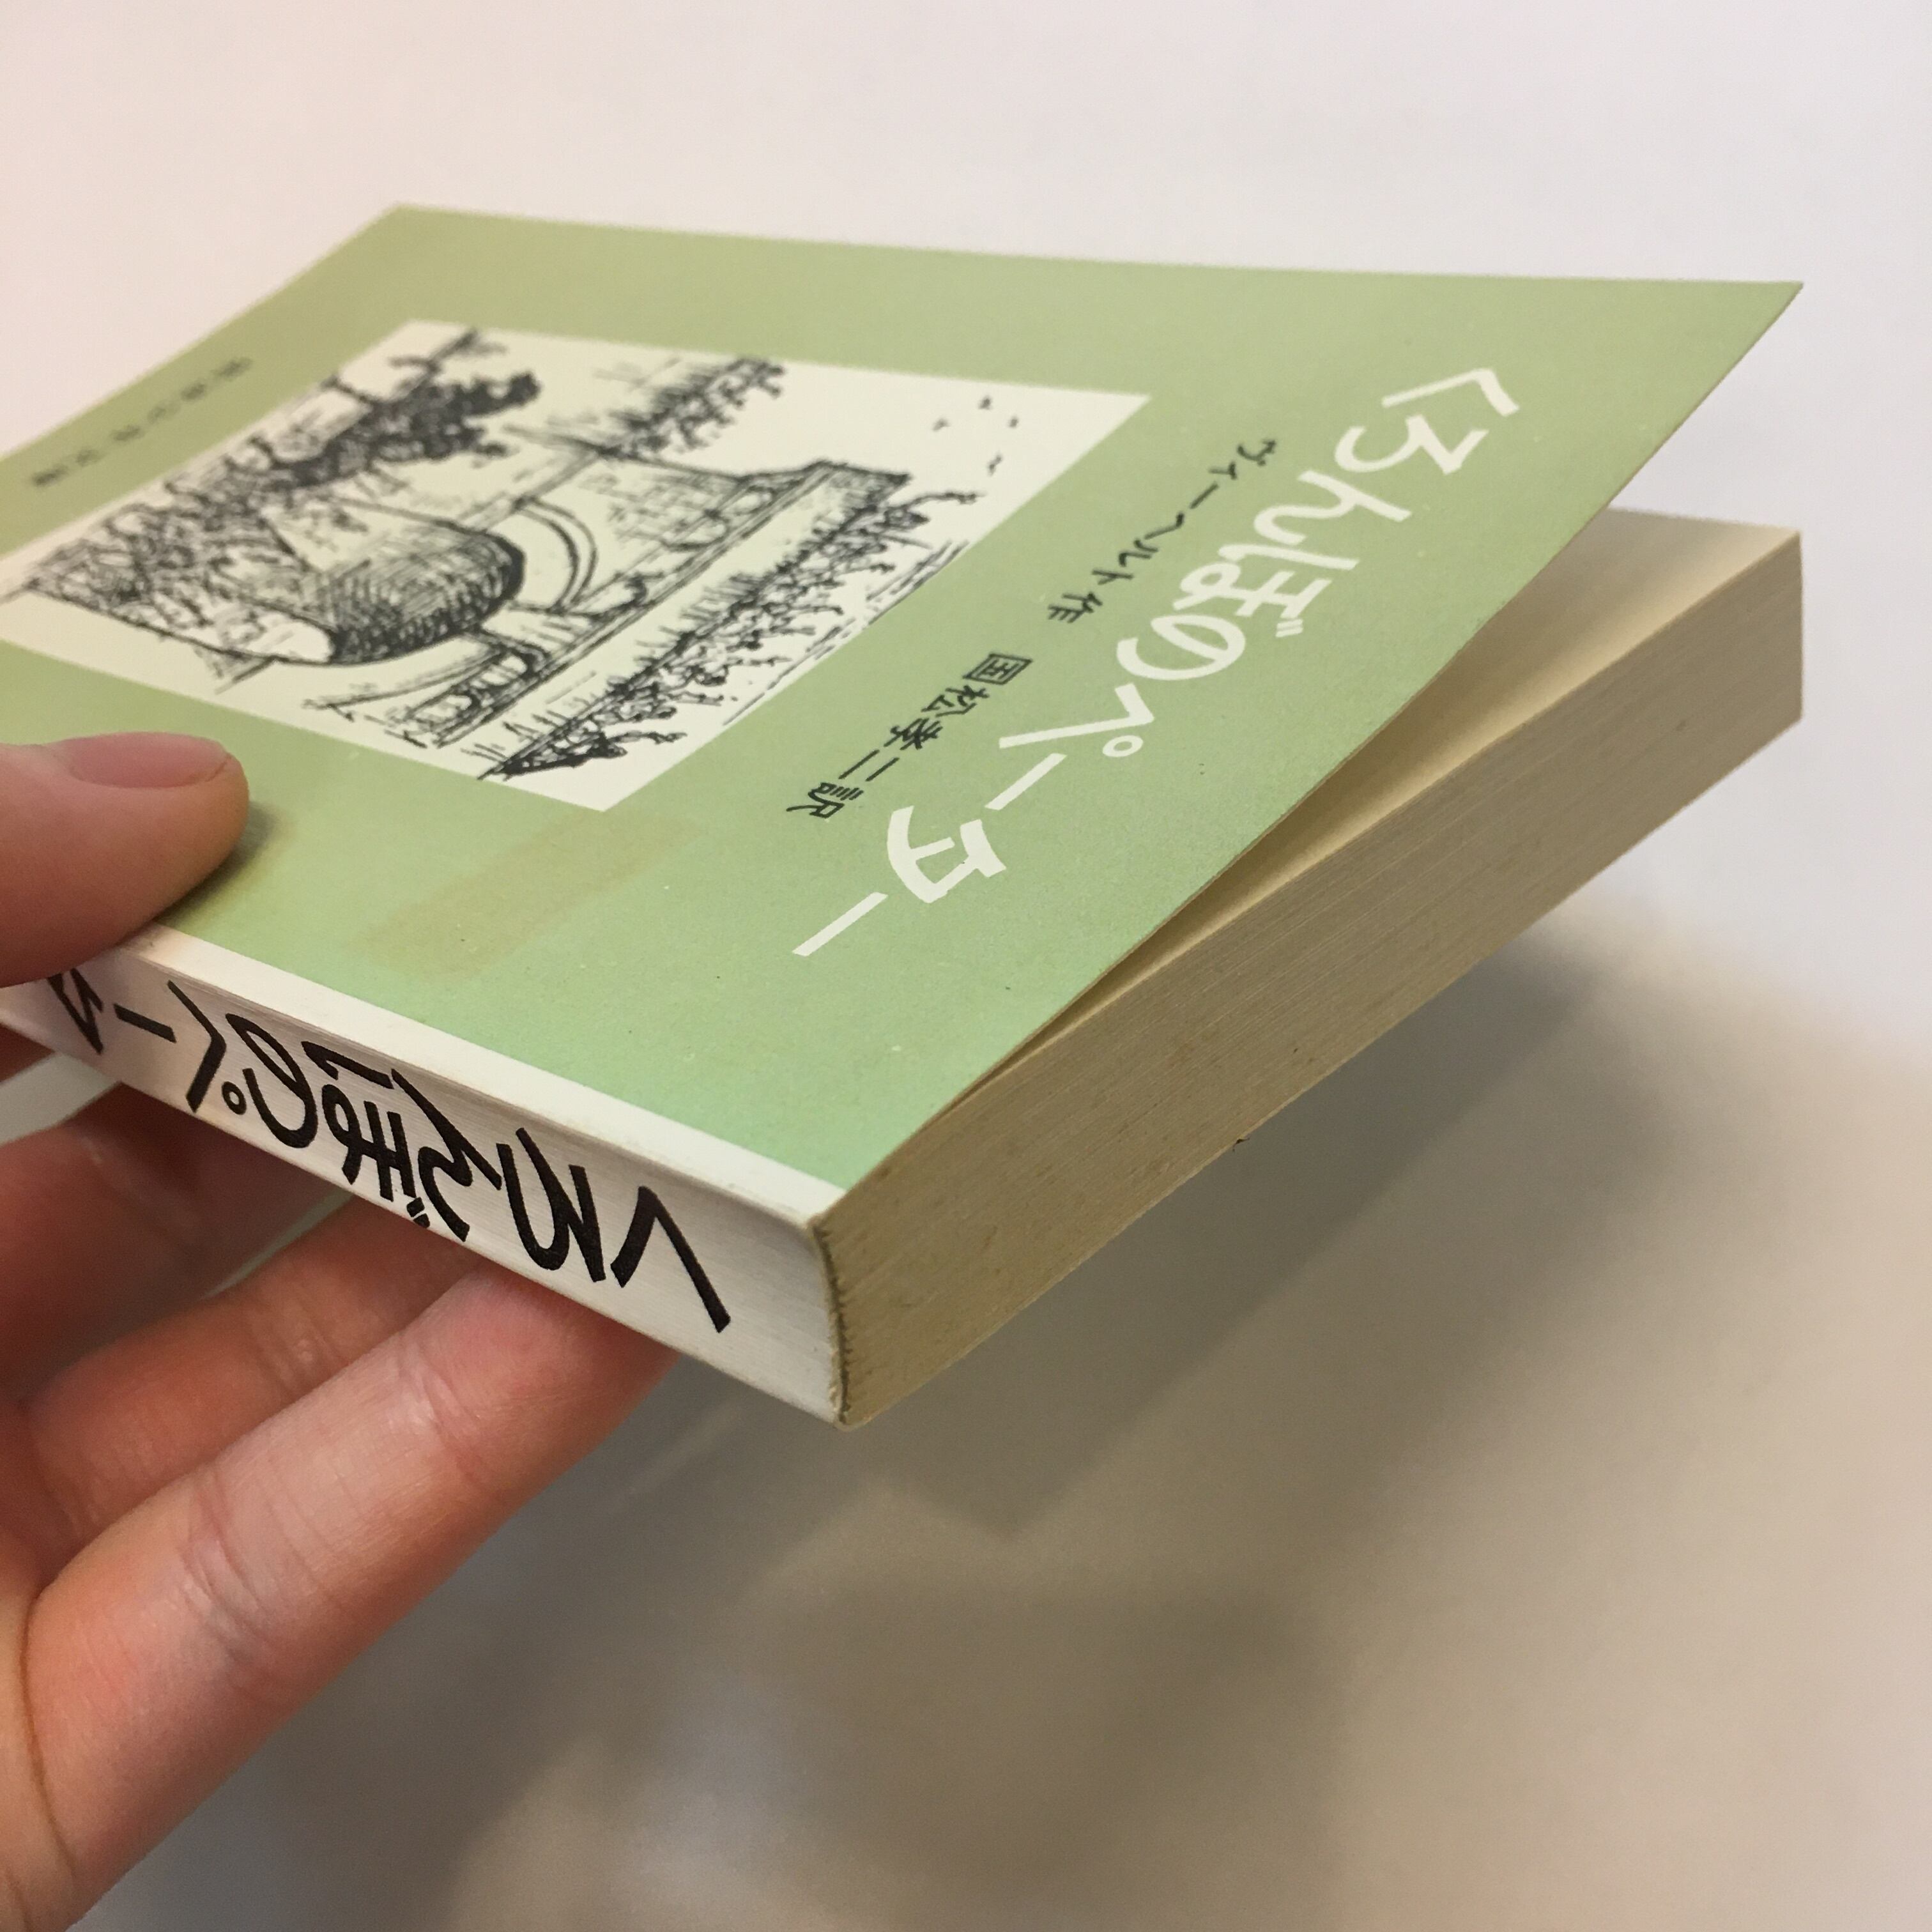 くろんぼのペーター
ヴィーヘルト作 国松孝二訳
くろんぼのペータ